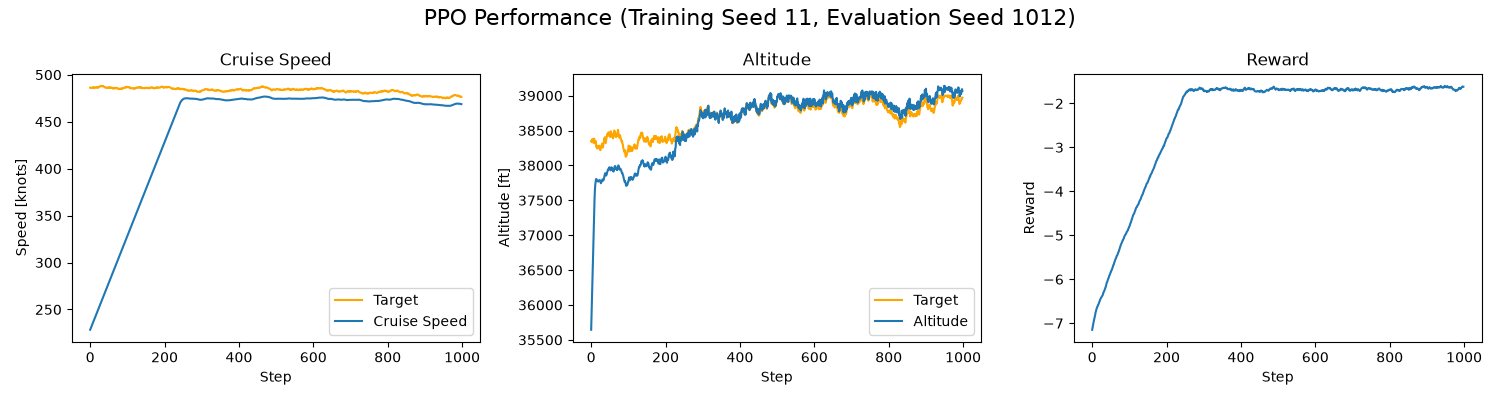 PPO Performance (Training Seed 11, Evaluation Seed 1012)
Cruise Speed
500
450
400
350
300
250
Speed [knots]
0 200 400 600 800 1000
Step
Target
Cruise Speed
Altitude
39000
38500
38000
37500
37000
36500
36000
35500
Altitude [ft]
0 200 400 600 800 1000
Step
Target
Altitude
Reward
−2
−3
−4
−5
−6
−7
Reward
0 200 400 600 800 1000
Step